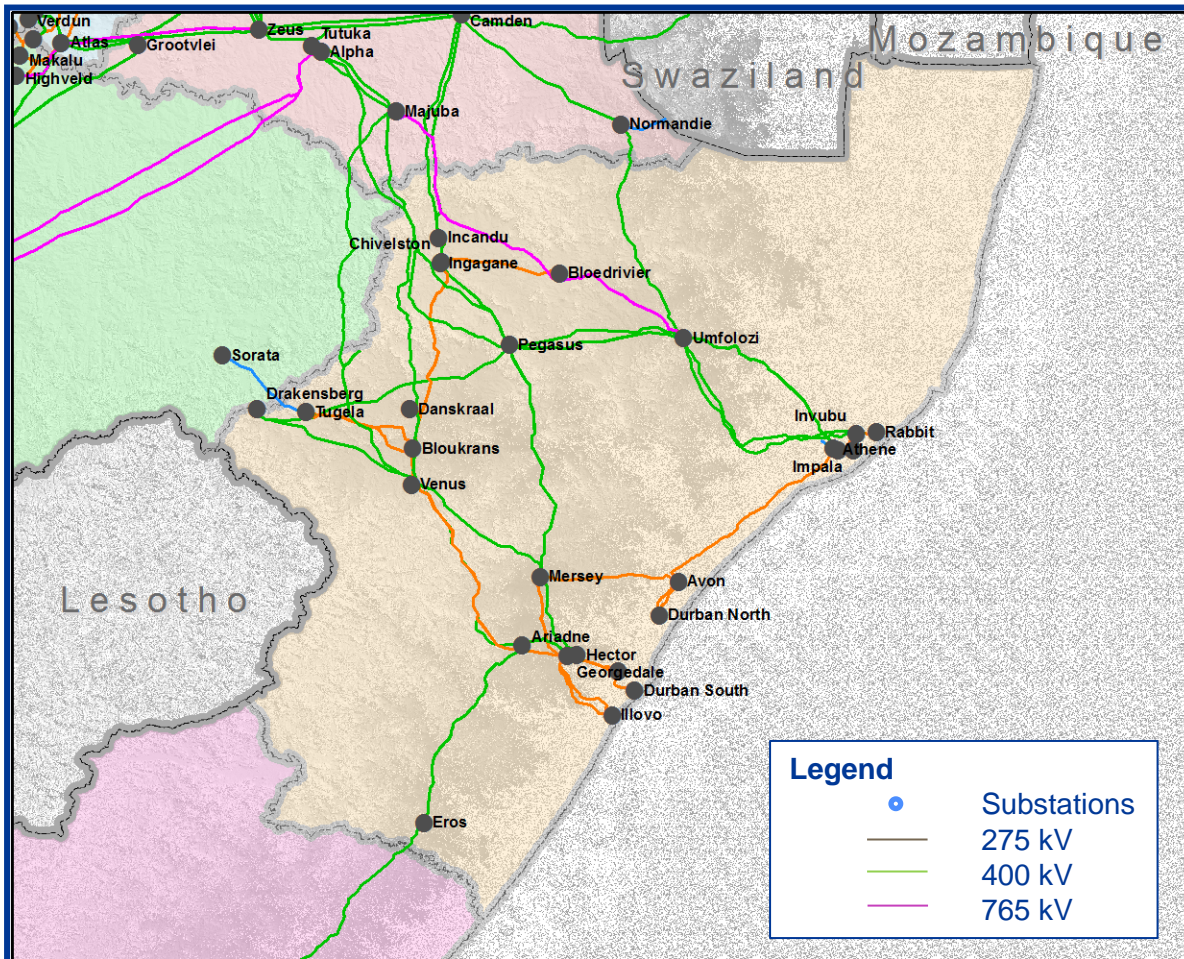 Verdun
Camden
Zeus
Tutuka
Atlas
Grootvlei
Alpha
Makalu
Highveld
Mozambique
Swaziland
Majuba
Normandie
Incandu
Chivelston
Ingagane
Bloedrivier
Sorata
Pegasus
Umfolozi
Drakensberg
Tugela
Danskraal
Invubu
Rabbit
Bloukrans
Athene
Impala
Venus
Lesotho
Mersey
Avon
Durban North
Ariadne
Hector
Georgedale
Durban South
Illovo
Eros
Legend
Substations
275 kV
400 kV
765 kV